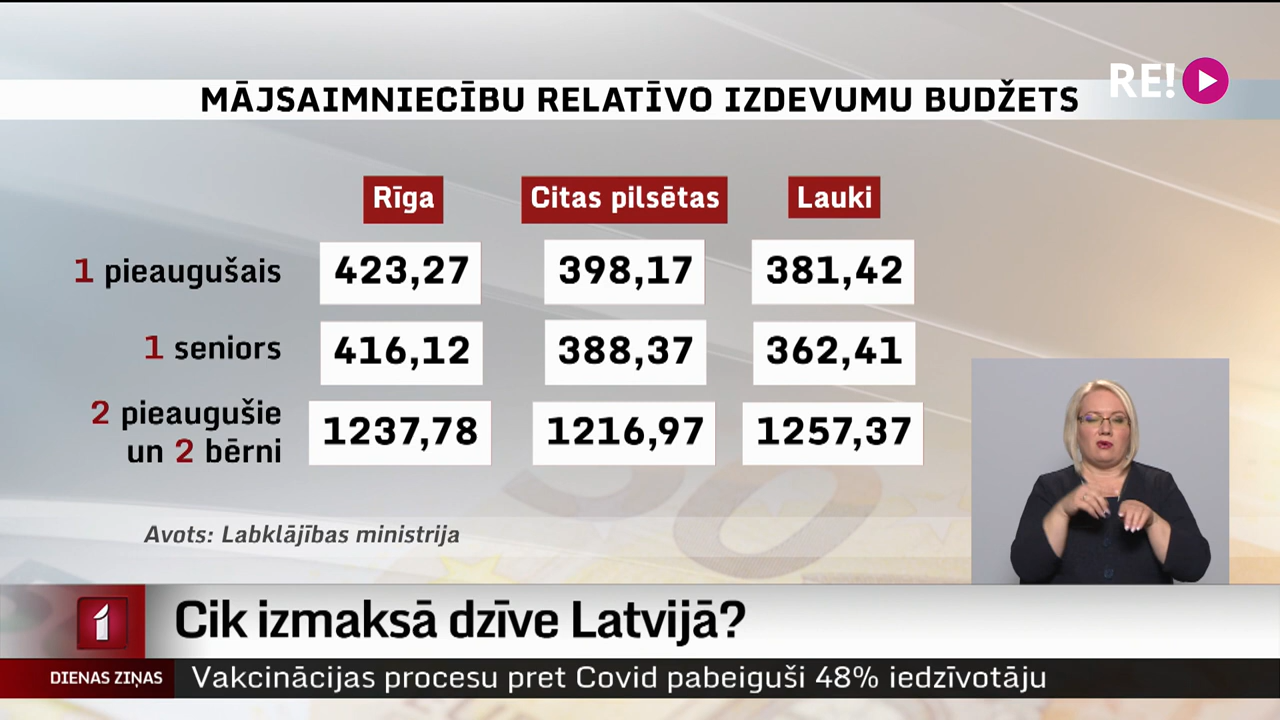 MĀJSAIMNIECĪBU RELATĪVO IZDEVUMU BUDŽETS
RE!
Rīga Citas pilsētas Lauki
1 pieaugušais 423,27 398,17 381,42
1 seniors 416,12 388,37 362,41
2 pieaugušie
un 2 bērni 1237,78 1216,97 1257,37
Avots: Labklājības ministrija
1 Cik izmaksā dzīve Latvijā?
DIENAS ZIŅAS Vakcinācijas procesu pret Covid pabeiguši 48% iedzīvotāju